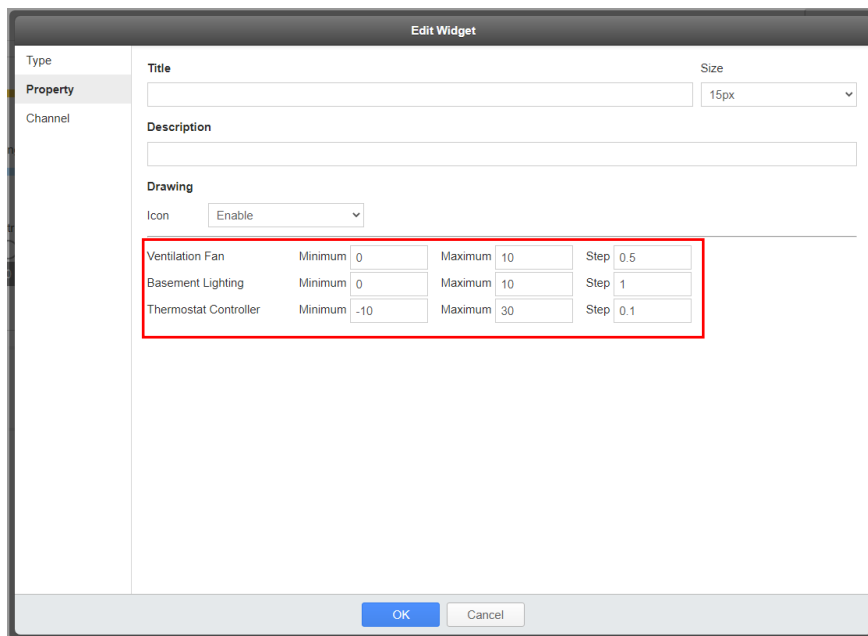 Edit Widget
Type
Property
Channel
Title Size
15px
Description
Drawing
Icon Enable
Ventilation Fan Minimum 0 Maximum 10 Step 0.5
Basement Lighting Minimum 0 Maximum 10 Step 1
Thermostat Controller Minimum -10 Maximum 30 Step 0.1
OK Cancel